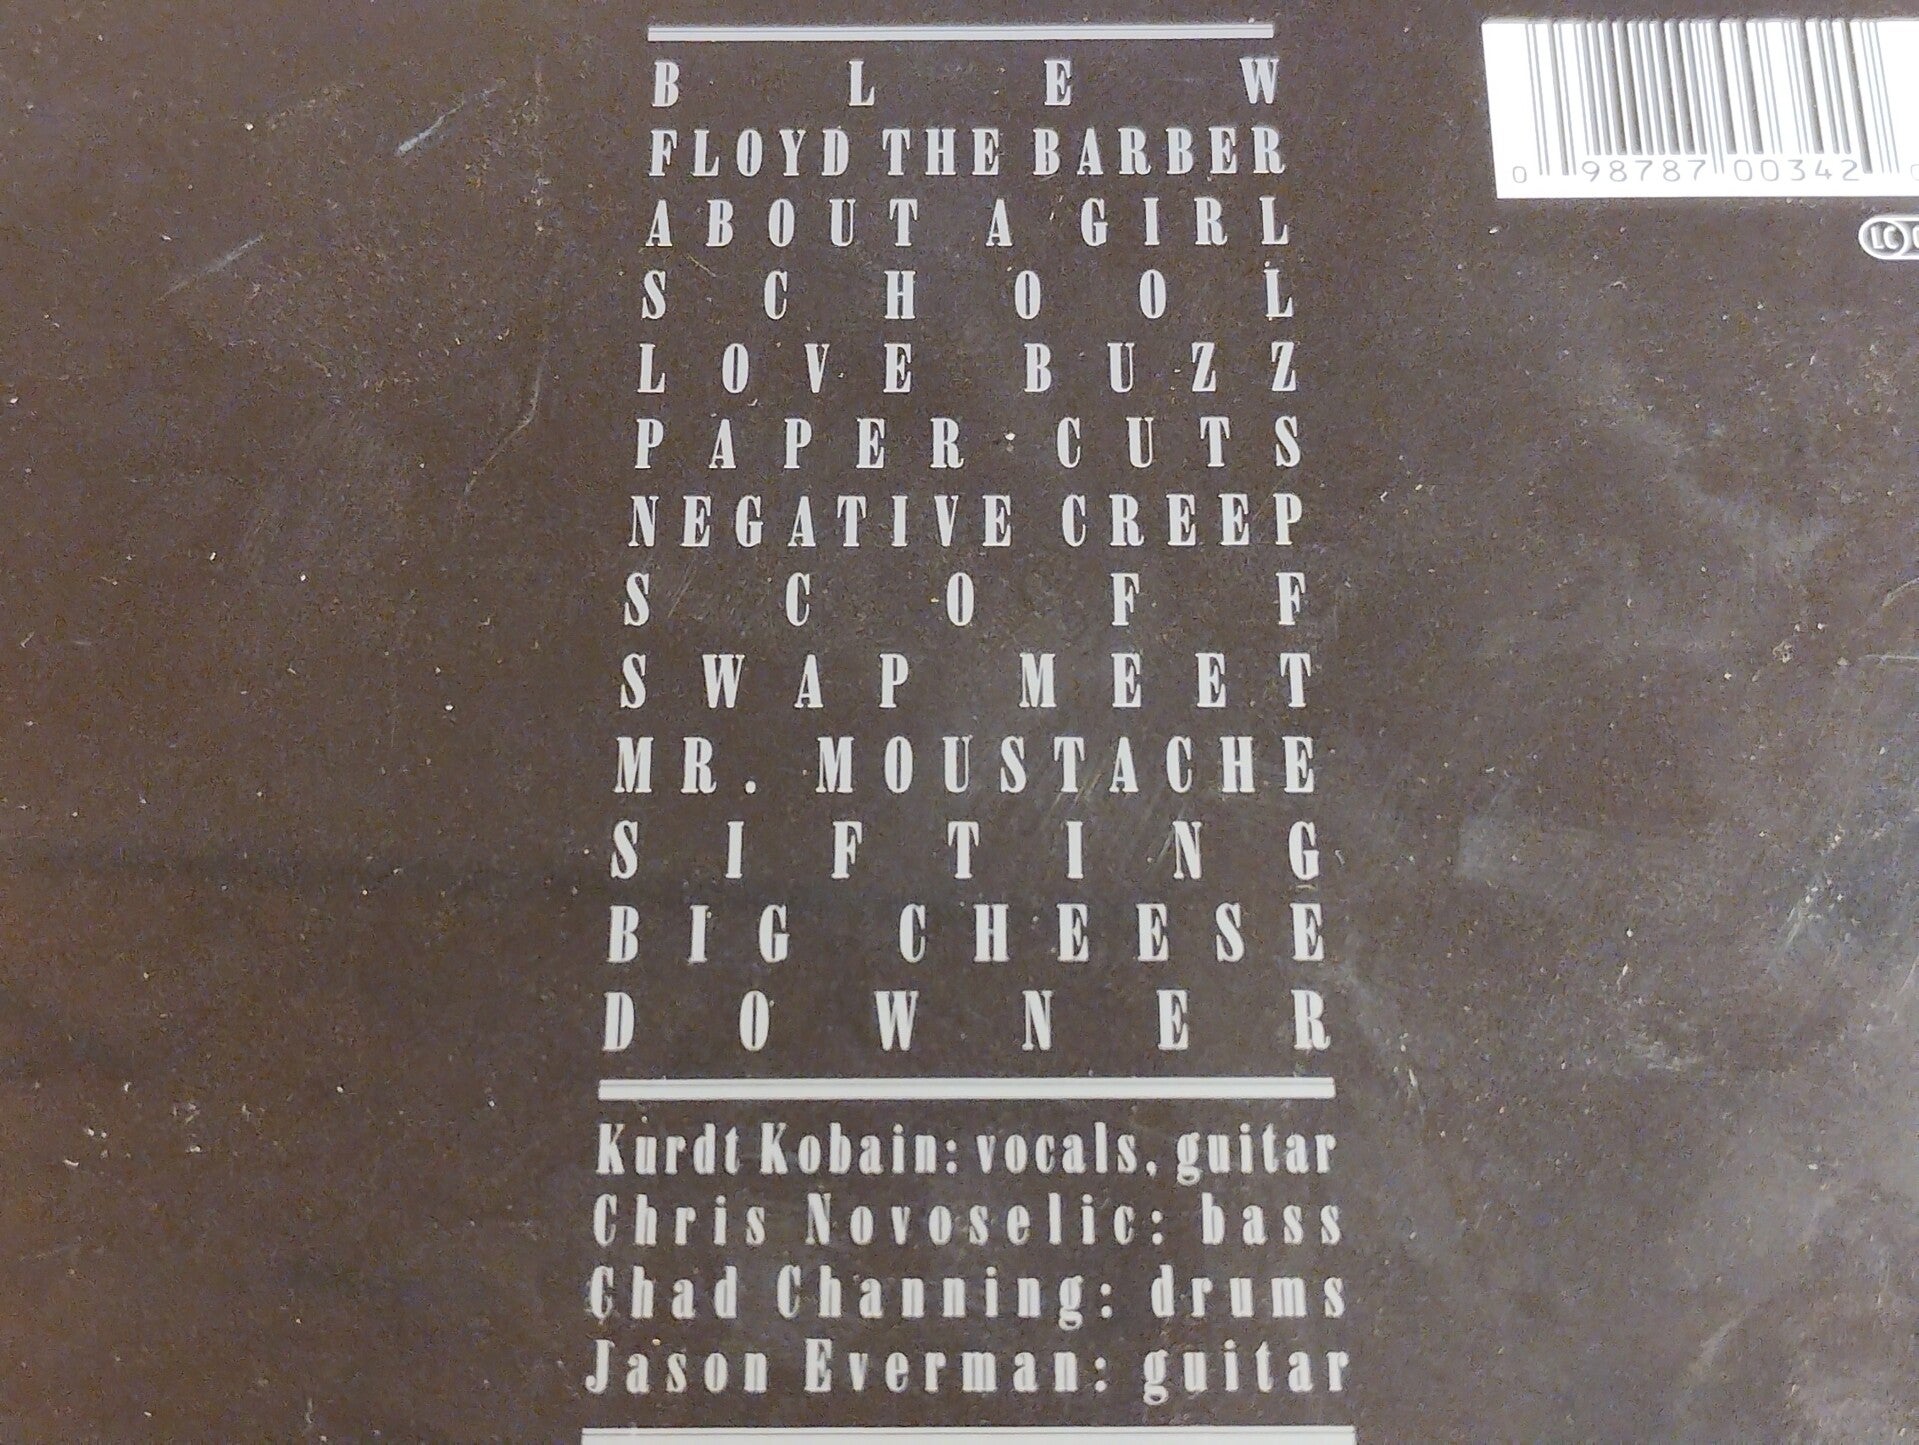 BLEW
FLOYD THE BARBER
ABOUT A GIRL
SCHOOL
LOVE BUZZ
PAPER CUTS
NEGATIVE CREEP
SCOFF
SWAP MEET
MR. MOUSTACHE
SIFTING
BIG CHEESE
DOWNER
Kurdt Kobain: vocals, guitar
Chris Novoselic: bass
Chad Channing: drums
Jason Everman: guitar
0 98787 00342
LC